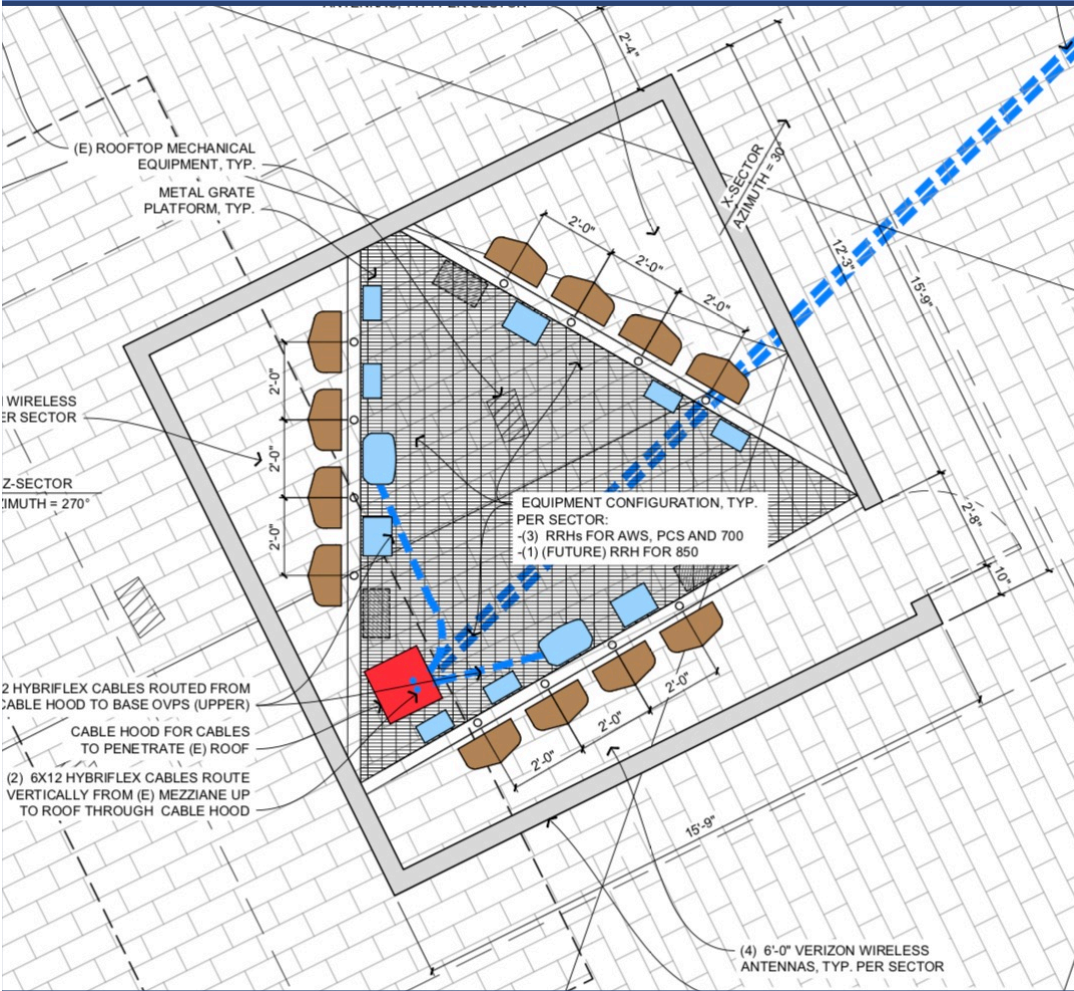 2'-4"
(E) ROOFTOP MECHANICAL
EQUIPMENT, TYP.
METAL GRATE
PLATFORM, TYP.
X-SECTOR
AZIMUTH = 30°
2'-0"
2'-0"
2'-0"
12'-3"
15'-9"
WIRELESS
ER SECTOR
2'-0"
2'-0"
2'-0"
Z-SECTOR
ZIMUTH = 270°
EQUIPMENT CONFIGURATION, TYP.
PER SECTOR:
-(3) RRHs FOR AWS, PCS AND 700
-(1) (FUTURE) RRH FOR 850
2'-8"
10"
2 HYBRIFLEX CABLES ROUTED FROM
CABLE HOOD TO BASE OVPS (UPPER)
CABLE HOOD FOR CABLES
TO PENETRATE (E) ROOF
(2) 6X12 HYBRIFLEX CABLES ROUTE
VERTICALLY FROM (E) MEZZIANE UP
TO ROOF THROUGH CABLE HOOD
2'-0"
2'-0"
2'-0"
15'-9"
(4) 6'-0" VERIZON WIRELESS
ANTENNAS, TYP. PER SECTOR